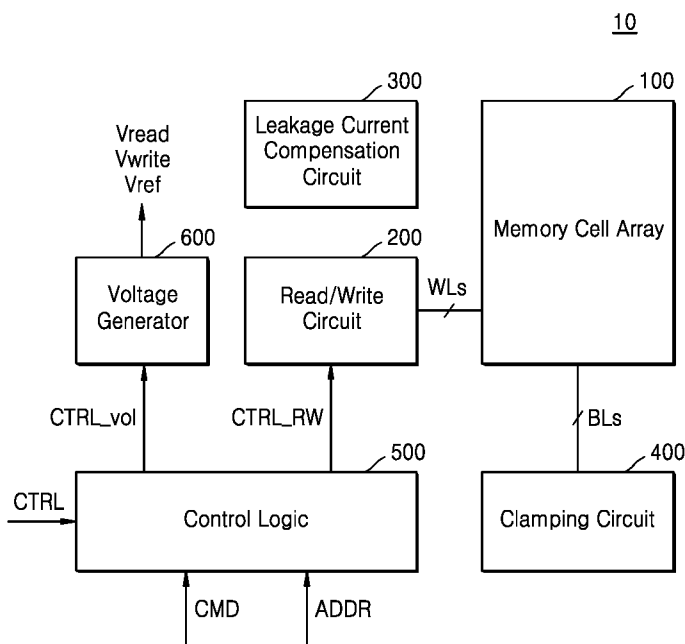 10
300
100
Leakage Current
Compensation
Circuit
Vread
Vwrite
Vref
Memory Cell Array
600
200
Voltage
Generator
Read/Write
Circuit
WLs
CTRL_vol
CTRL_RW
BLs
500
400
CTRL
Control Logic
Clamping Circuit
CMD
ADDR